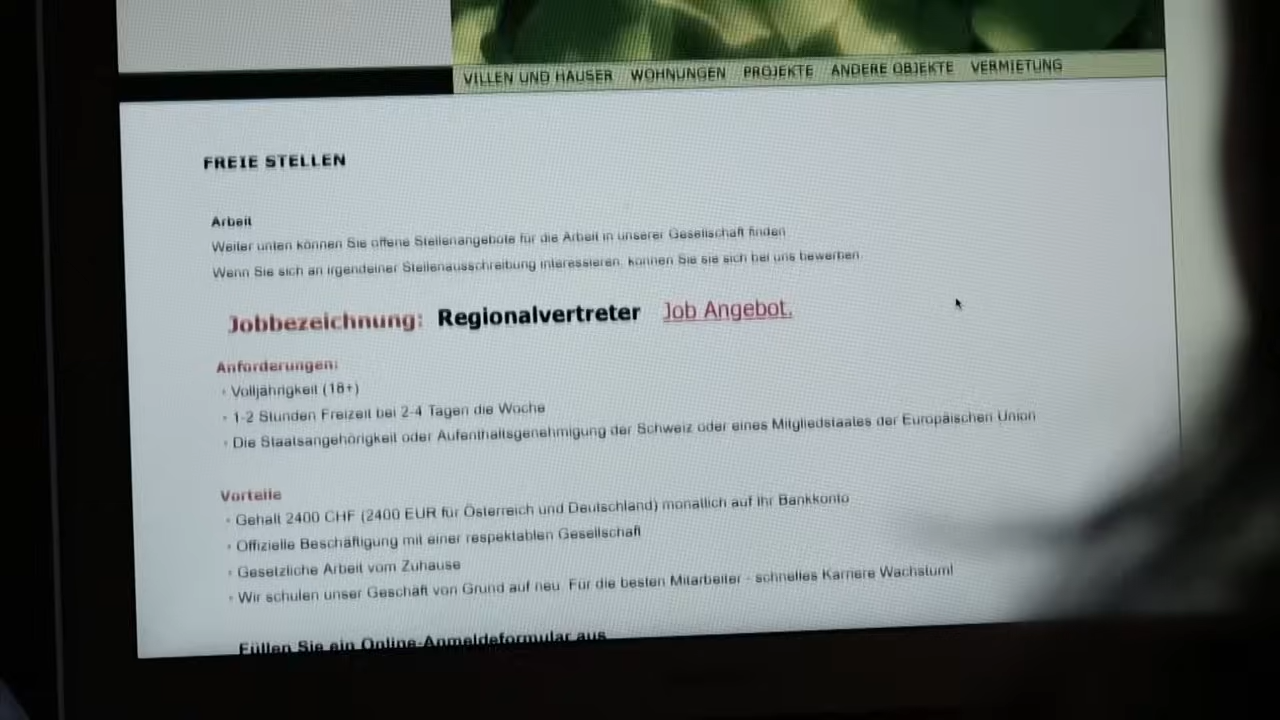 VILLEN UND HÄUSER WOHNUNGEN PROJEKTE ANDERE OBJEKTE VERMIETUNG
FREIE STELLEN
Arbeit
Weiter unten können Sie offene Stellenangebote für die Arbeit in unserer Gesellschaft finden
Wenn Sie sich an irgendeiner Stellenausschreibung interessieren, können Sie sie sich bei uns bewerben.
Jobbezeichnung: Regionalvertreter Job Angebot.
Anforderungen:
• Volljährigkeit (18+)
• 1-2 Stunden Freizeit bei 2-4 Tagen die Woche
• Die Staatsangehörigkeit oder Aufenthaltsgenehmigung der Schweiz oder eines Mitgliedstaates der Europäischen Union
Vorteile
• Gehalt 2400 CHF (2400 EUR für Österreich und Deutschland) monatlich auf Ihr Bankkonto
• Offizielle Beschäftigung mit einer respektablen Gesellschaft
• Gesetzliche Arbeit vom Zuhause
• Wir schulen unser Geschäft von Grund auf neu. Für die besten Mitarbeiter - schnelles Karriere Wachstum!
Füllen Sie ein Online-Anmeldeformular aus